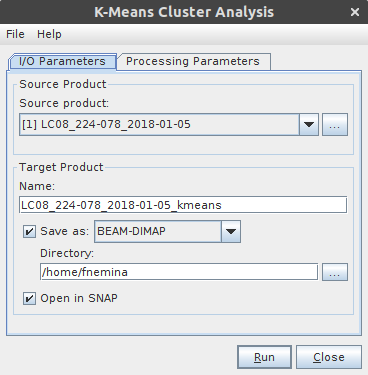 K-Means Cluster Analysis
File Help
I/O Parameters Processing Parameters
Source Product
Source product:
[1] LC08_224-078_2018-01-05 ...
Target Product
Name:
LC08_224-078_2018-01-05_kmeans
Save as: BEAM-DIMAP
Directory:
/home/fnemina ...
Open in SNAP
Run Close